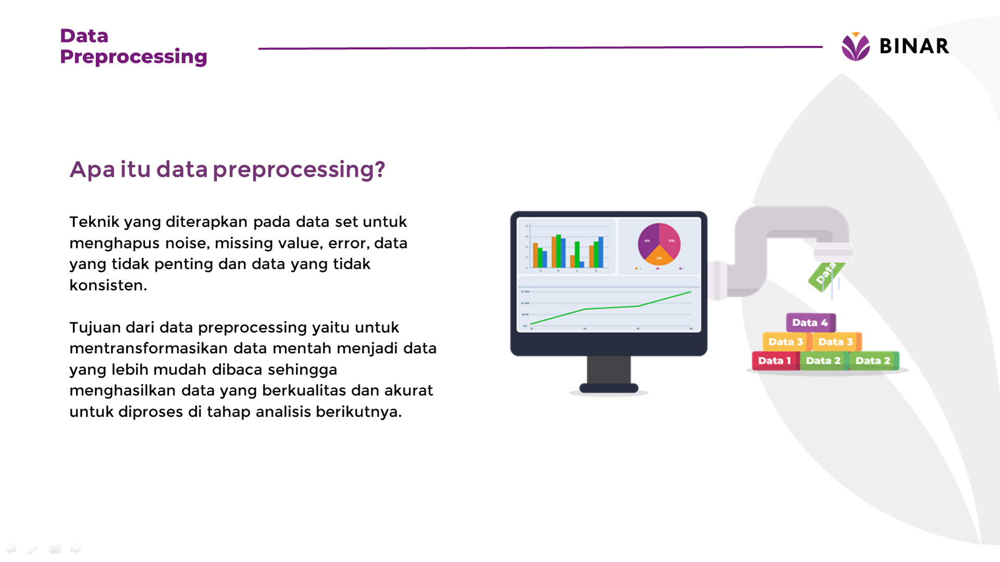 Data
Preprocessing
BINAR
Apa itu data preprocessing?
Teknik yang diterapkan pada data set untuk
menghapus noise, missing value, error, data
yang tidak penting dan data yang tidak
konsisten.
Tujuan dari data preprocessing yaitu untuk
mentransformasikan data mentah menjadi data
yang lebih mudah dibaca sehingga
menghasilkan data yang berkualitas dan akurat
untuk diproses di tahap analisis berikutnya.
A B C D
40% 40%
20%
Data
Data 4
Data 3 Data 3
Data 1 Data 2 Data 2